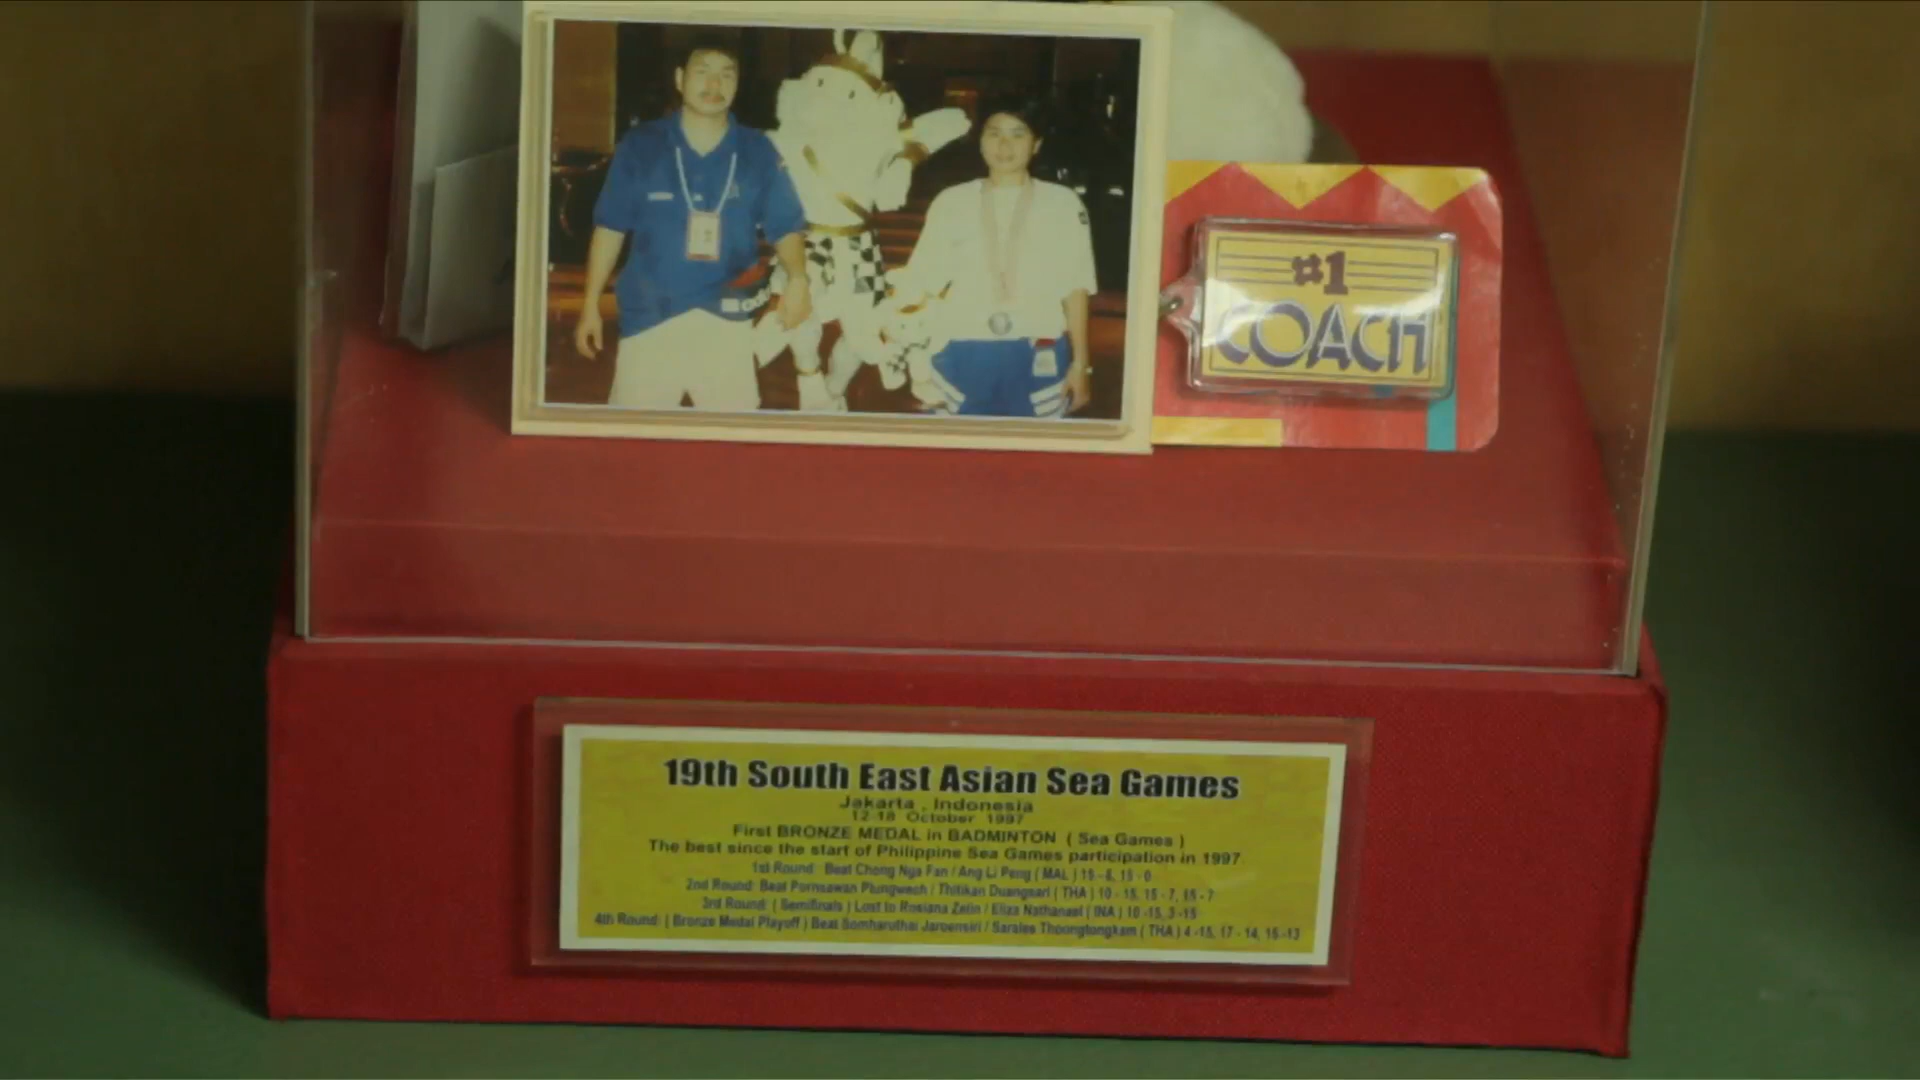 #1
COACH
19th South East Asian Sea Games
Jakarta , Indonesia
12-18 October 1997
First BRONZE MEDAL in BADMINTON ( Sea Games )
The best since the start of Philippine Sea Games participation in 1997.
1st Round: Beat Chong Nga Fan / Ang Li Peng ( MAL ) 15 - 8, 15 - 0
2nd Round: Beat Pornsawan Plungwech / Thitikan Duangsari ( THA ) 10 - 15, 15 - 7, 15 - 7
3rd Round: ( Semifinals ) Lost to Rosiana Zelin / Eliza Nathanael ( INA ) 10 -15, 3 -15
4th Round: ( Bronze Medal Playoff ) Beat Somharuthai Jaroensiri / Saralee Thoongtongkam ( THA ) 4 -15, 17 - 14, 15 -13